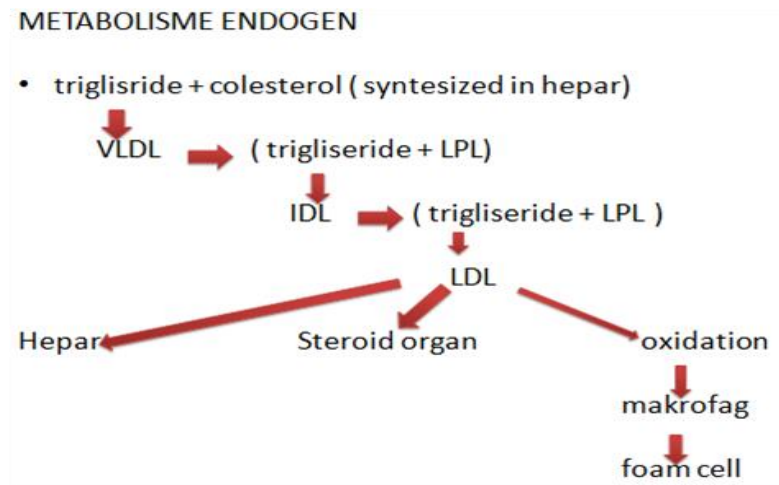 METABOLISME ENDOGEN
• triglisride + colesterol ( syntesized in hepar)
VLDL ( trigliseride + LPL)
IDL ( trigliseride + LPL )
LDL
Hepar Steroid organ oxidation
makrofag
foam cell